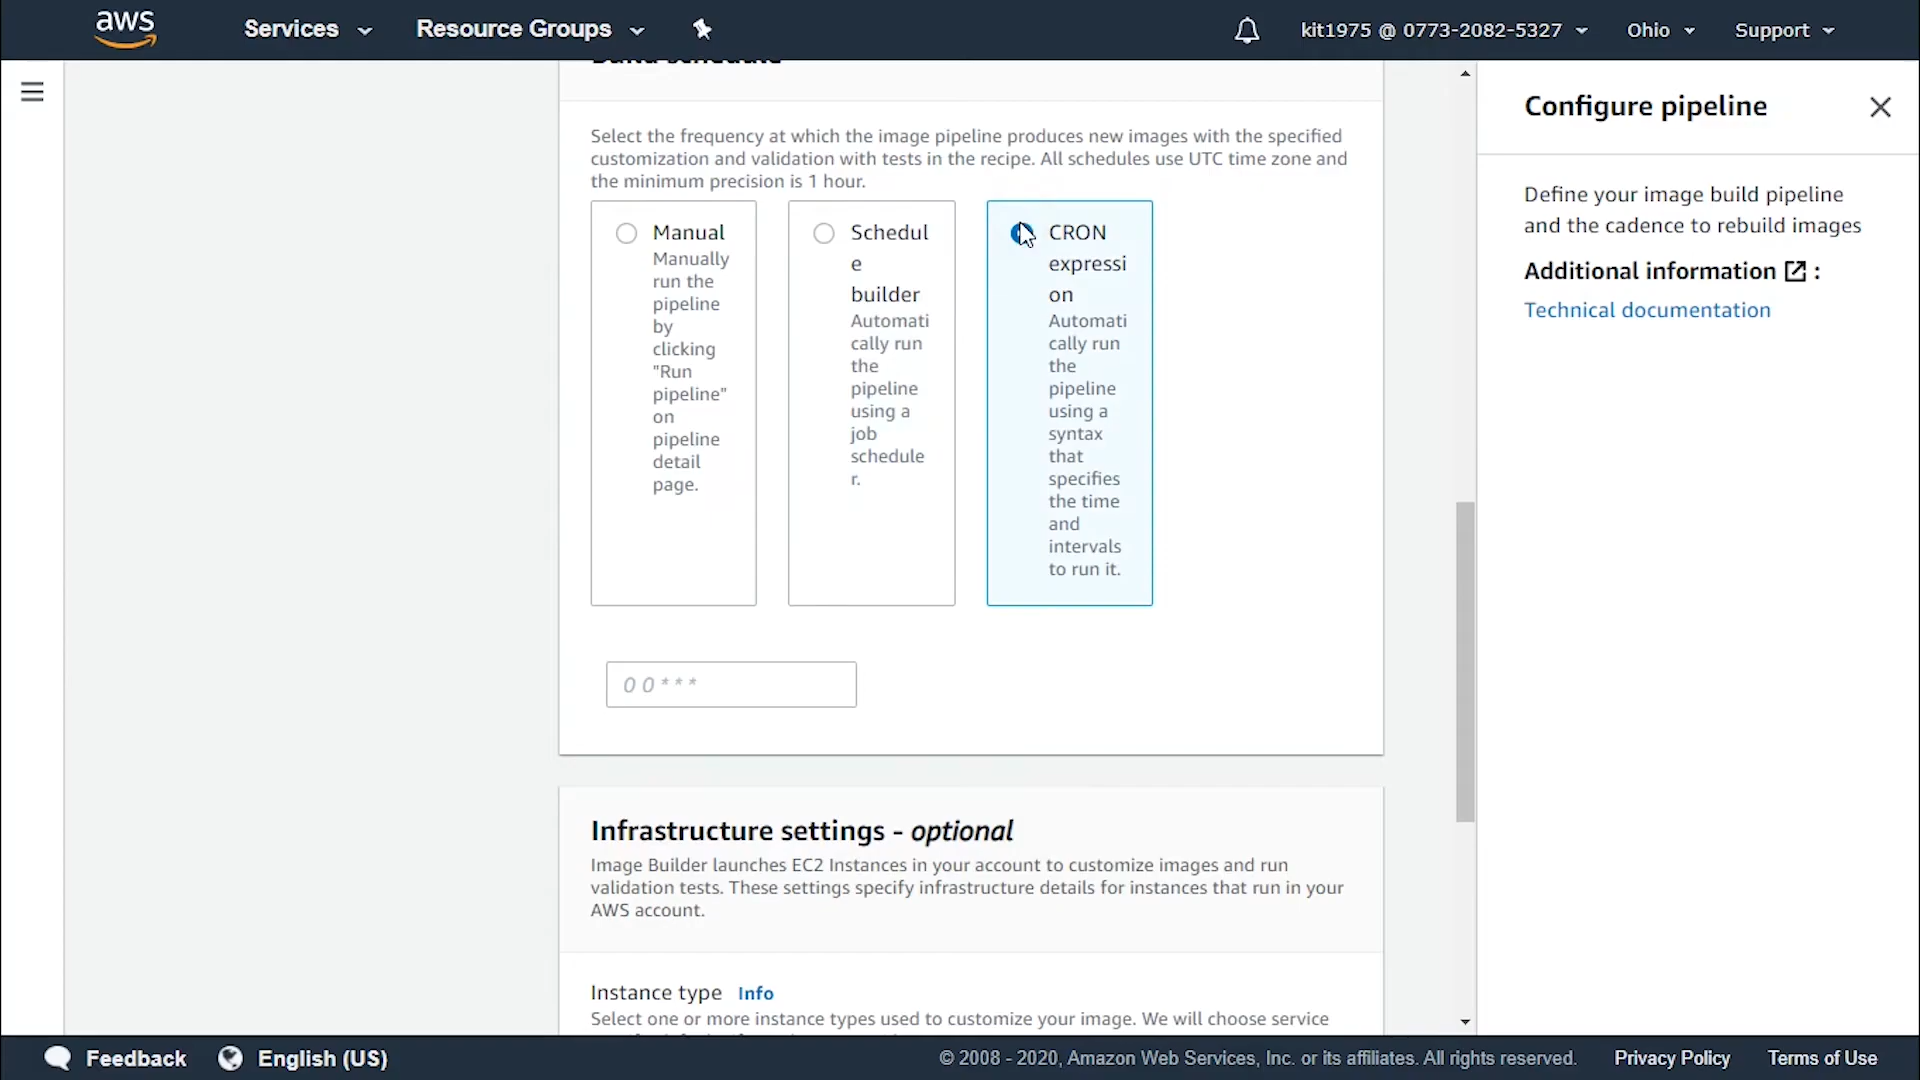 aws
Services
Resource Groups
kit1975 @ 0773-2082-5327
Ohio
Support
Build schedule
Select the frequency at which the image pipeline produces new images with the specified
customization and validation with tests in the recipe. All schedules use UTC time zone and
the minimum precision is 1 hour.
Manual
Manually
run the
pipeline
by
clicking
"Run
pipeline"
on
pipeline
detail
page.
Schedul
e
builder
Automati
cally run
the
pipeline
using a
job
schedule
r.
CRON
expressi
on
Automati
cally run
the
pipeline
using a
syntax
that
specifies
the time
and
intervals
to run it.
0 0 * * *
Infrastructure settings - optional
Image Builder launches EC2 Instances in your account to customize images and run
validation tests. These settings specify infrastructure details for instances that run in your
AWS account.
Instance type Info
Select one or more instance types used to customize your image. We will choose service
Configure pipeline
Define your image build pipeline
and the cadence to rebuild images
Additional information :
Technical documentation
Feedback
English (US)
© 2008 - 2020, Amazon Web Services, Inc. or its affiliates. All rights reserved.
Privacy Policy
Terms of Use